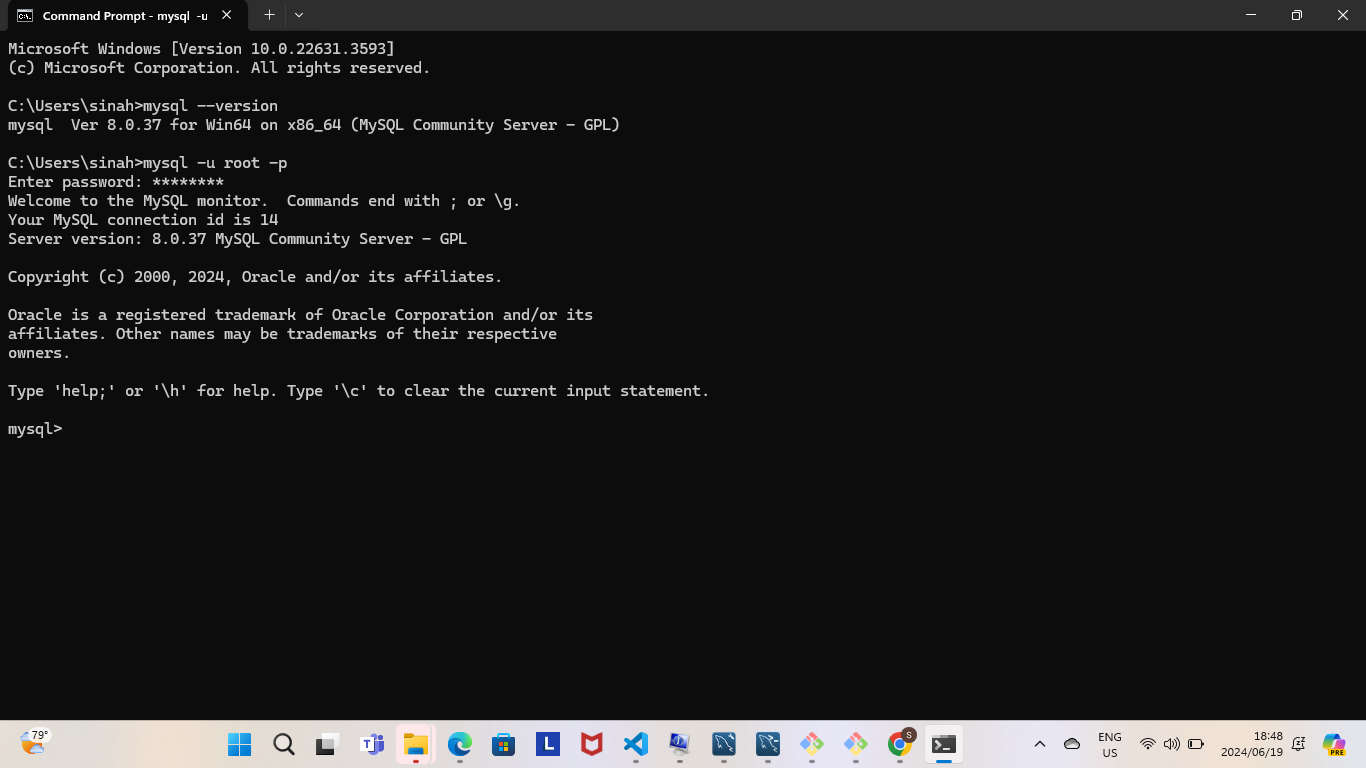 Command Prompt - mysql -u
Microsoft Windows [Version 10.0.22631.3593]
(c) Microsoft Corporation. All rights reserved.
C:\Users\sinah>mysql --version
mysql  Ver 8.0.37 for Win64 on x86_64 (MySQL Community Server - GPL)
C:\Users\sinah>mysql -u root -p
Enter password: ********
Welcome to the MySQL monitor.  Commands end with ; or \g.
Your MySQL connection id is 14
Server version: 8.0.37 MySQL Community Server - GPL
Copyright (c) 2000, 2024, Oracle and/or its affiliates.
Oracle is a registered trademark of Oracle Corporation and/or its
affiliates. Other names may be trademarks of their respective
owners.
Type 'help;' or '\h' for help. Type '\c' to clear the current input statement.
mysql>
79°
L
S
ENG
US
18:48
2024/06/19
PRE